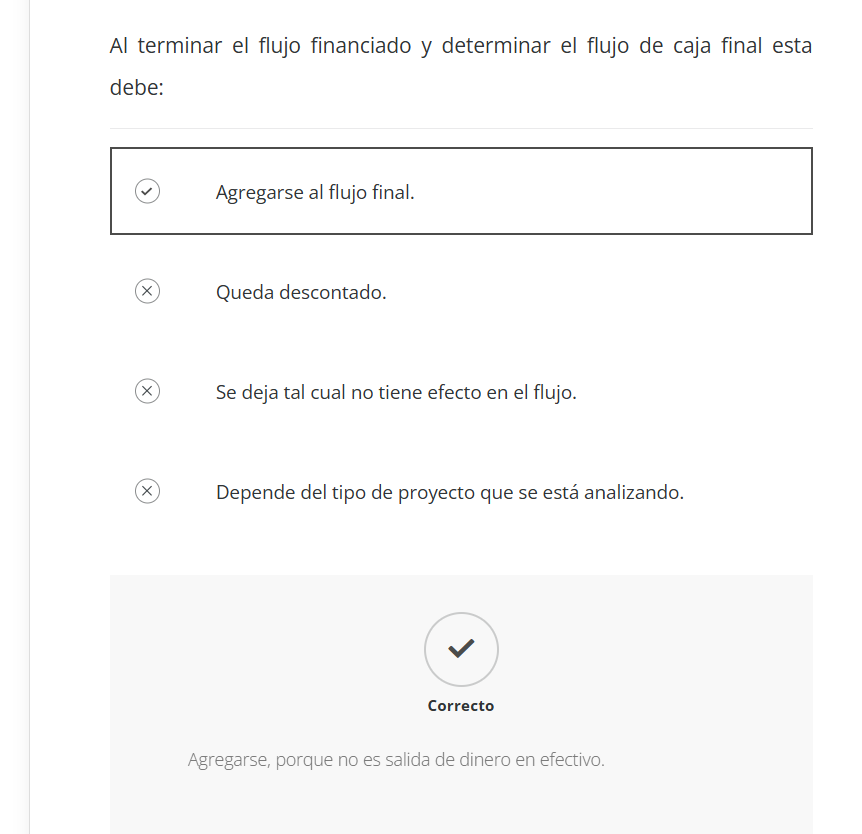 Al terminar el flujo financiado y determinar el flujo de caja final esta
debe:
Agregarse al flujo final.
Queda descontado.
Se deja tal cual no tiene efecto en el flujo.
Depende del tipo de proyecto que se está analizando.
Correcto
Agregarse, porque no es salida de dinero en efectivo.